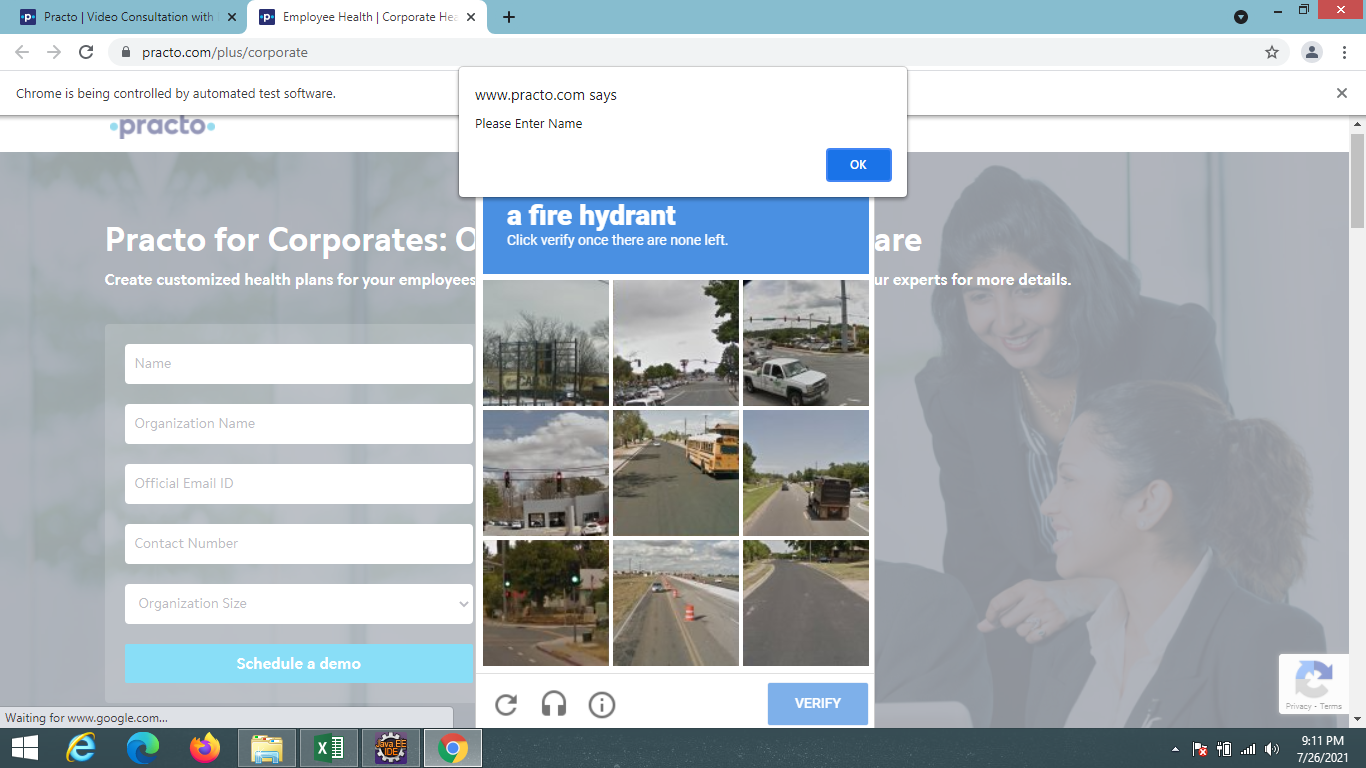 Practo | Video Consultation with
Employee Health | Corporate Hea
practo.com/plus/corporate
Chrome is being controlled by automated test software.
www.practo.com says
Please Enter Name
OK
practo
a fire hydrant
Click verify once there are none left.
Practo for Corporates: O
are
Create customized health plans for your employees
ur experts for more details.
Name
Organization Name
Official Email ID
Contact Number
Organization Size
Schedule a demo
VERIFY
Privacy - Terms
Waiting for www.google.com...
Java EE
IDE
9:11 PM
7/26/2021